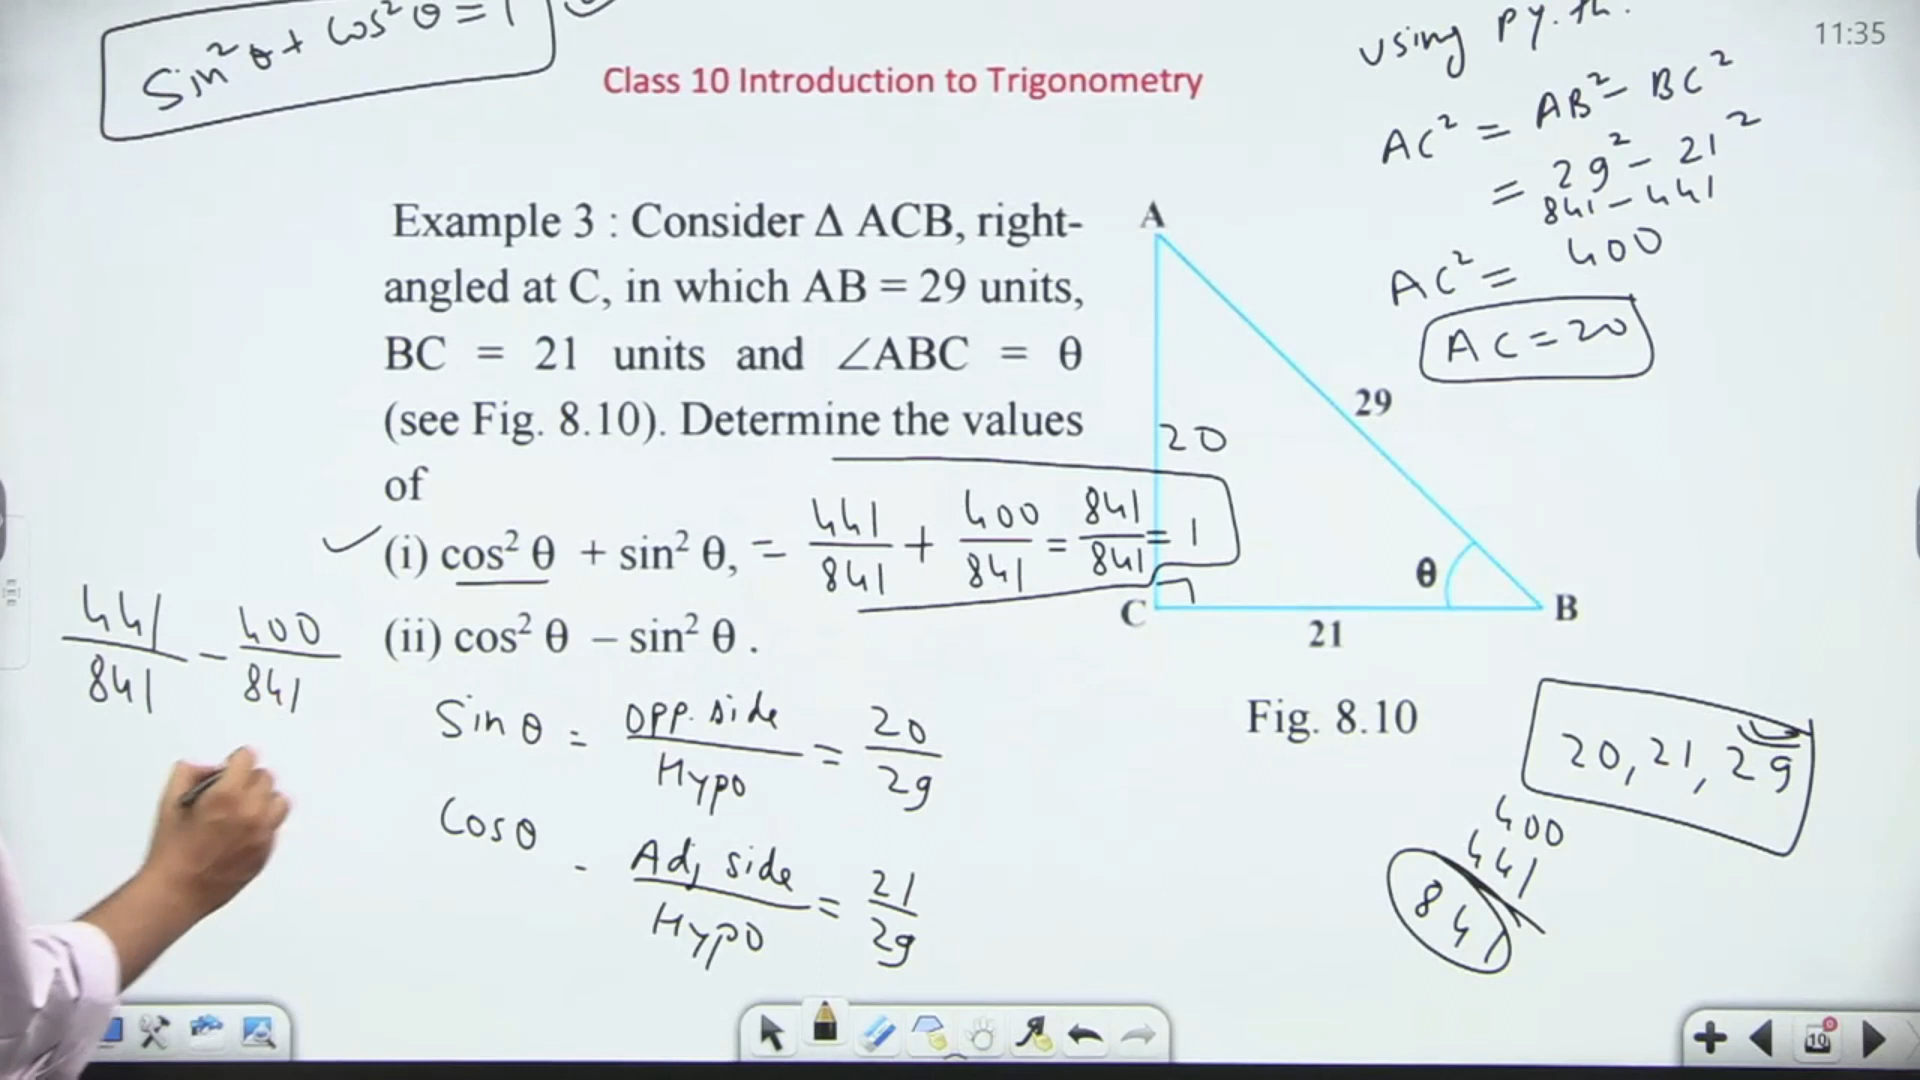 Sin²θ + Cos²θ = 1
Class 10 Introduction to Trigonometry
11:35
Using Py. th.
AC² = AB² - BC²
= 29² - 21²
841 - 441
AC² = 400
AC = 20
Example 3 : Consider Δ ACB, right-
angled at C, in which AB = 29 units,
BC = 21 units and ∠ABC = θ
(see Fig. 8.10). Determine the values
of
(i) cos² θ + sin² θ, = 441/841 + 400/841 = 841/841 = 1
(ii) cos² θ – sin² θ .
441/841 - 400/841
Sin θ = Opp. side/Hypo = 20/29
Cos θ - Adj side/Hypo = 21/29
A
29
20
θ
C
B
21
Fig. 8.10
20, 21, 29
400
441
841
10